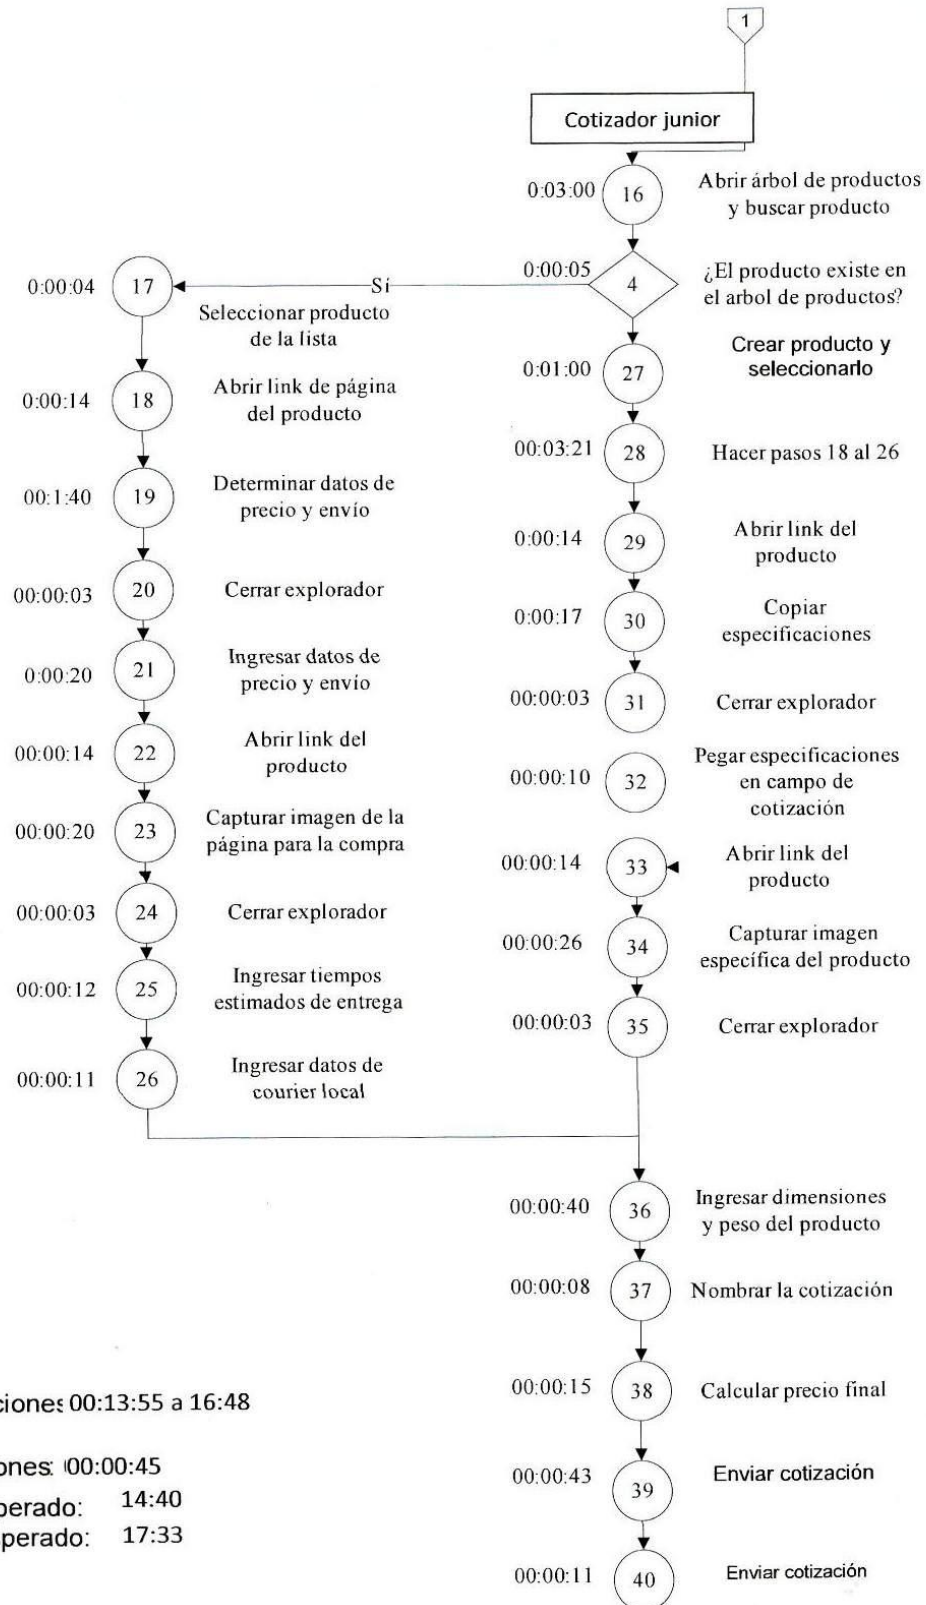 1
Cotizador junior
0:03:00
16
Abrir árbol de productos
y buscar producto
0:00:05
4
¿El producto existe en
el arbol de productos?
Sí
0:00:04
17
Seleccionar producto
de la lista
0:00:14
18
Abrir link de página
del producto
00:1:40
19
Determinar datos de
precio y envío
00:00:03
20
Cerrar explorador
0:00:20
21
Ingresar datos de
precio y envío
00:00:14
22
Abrir link del
producto
00:00:20
23
Capturar imagen de la
página para la compra
00:00:03
24
Cerrar explorador
00:00:12
25
Ingresar tiempos
estimados de entrega
00:00:11
26
Ingresar datos de
courier local
0:01:00
27
Crear producto y
seleccionarlo
00:03:21
28
Hacer pasos 18 al 26
0:00:14
29
Abrir link del
producto
0:00:17
30
Copiar
especificaciones
00:00:03
31
Cerrar explorador
00:00:10
32
Pegar especificaciones
en campo de
cotización
00:00:14
33
Abrir link del
producto
00:00:26
34
Capturar imagen
específica del producto
00:00:03
35
Cerrar explorador
00:00:40
36
Ingresar dimensiones
y peso del producto
00:00:08
37
Nombrar la cotización
00:00:15
38
Calcular precio final
00:00:43
39
Enviar cotización
00:00:11
40
Enviar cotización
ciones 00:13:55 a 16:48
ones: 00:00:45
perado: 14:40
perado: 17:33